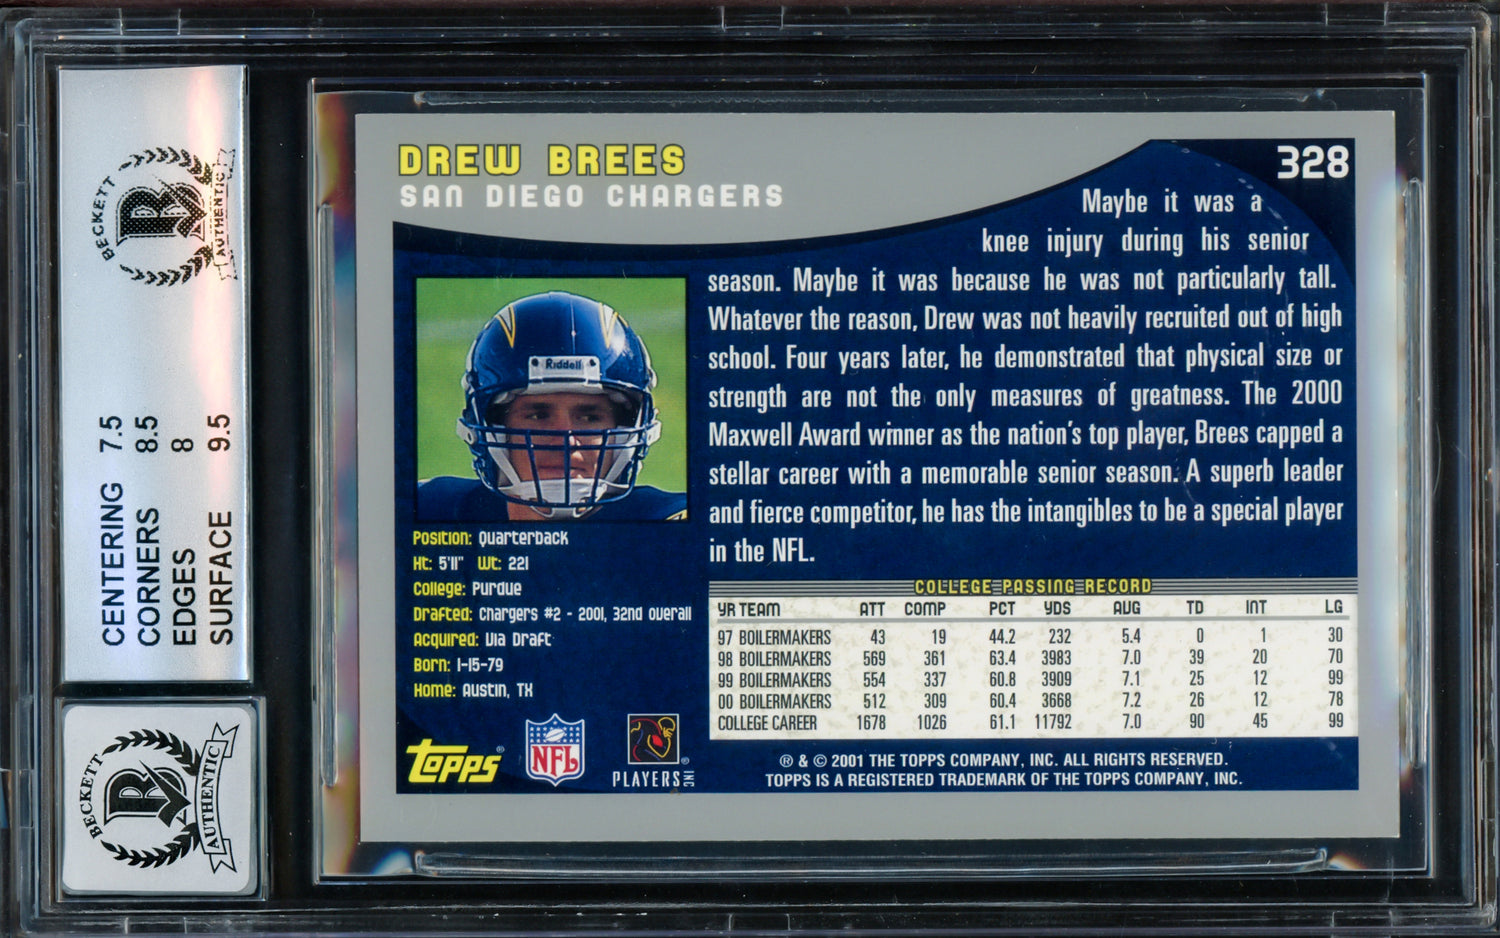 BECKETT
B
AUTHENTIC
CENTERING 7.5
CORNERS 8.5
EDGES 8
SURFACE 9.5
BECKETT
B
AUTHENTIC
DREW BREES
SAN DIEGO CHARGERS
328
Maybe it was a
knee injury during his senior
season. Maybe it was because he was not particularly tall.
Whatever the reason, Drew was not heavily recruited out of high
school. Four years later, he demonstrated that physical size or
strength are not the only measures of greatness. The 2000
Maxwell Award winner as the nation's top player, Brees capped a
stellar career with a memorable senior season. A superb leader
and fierce competitor, he has the intangibles to be a special player
in the NFL.
Riddell
Position: Quarterback
Ht: 5'11" Wt: 221
College: Purdue
Drafted: Chargers #2 - 2001, 32nd overall
Acquired: Via Draft
Born: 1-15-79
Home: Austin, TX
COLLEGE PASSING RECORD
YR TEAM ATT COMP PCT YDS AVG TD INT LG
97 BOILERMAKERS 43 19 44.2 232 5.4 0 1 30
98 BOILERMAKERS 569 361 63.4 3983 7.0 39 20 70
99 BOILERMAKERS 554 337 60.8 3909 7.1 25 12 99
00 BOILERMAKERS 512 309 60.4 3668 7.2 26 12 78
COLLEGE CAREER 1678 1026 61.1 11792 7.0 90 45 99
Topps®
NFL
PLAYERS INC®
® & © 2001 THE TOPPS COMPANY, INC. ALL RIGHTS RESERVED.
TOPPS IS A REGISTERED TRADEMARK OF THE TOPPS COMPANY, INC.